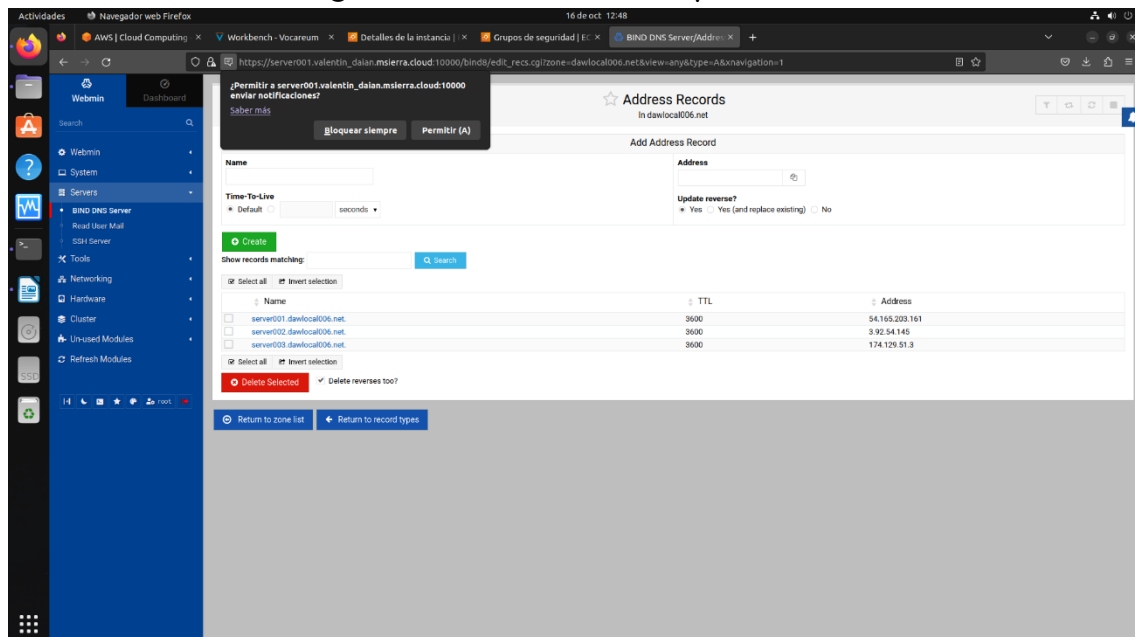 Actividades Navegador web Firefox 16 de oct 12:48
AWS | Cloud Computing × Workbench - Vocareum × Detalles de la instancia | × Grupos de seguridad | EC × BIND DNS Server/Addres × +
https://server001.valentin_daian.msierra.cloud:10000/bind8/edit_recs.cgi?zone=dawlocal006.net&view=any&type=A&xnavigation=1
¿Permitir a server001.valentin_daian.msierra.cloud:10000
enviar notificaciones?
Saber más
Bloquear siempre Permitir (A)
Webmin Dashboard
Search
Webmin
System
Servers
BIND DNS Server
Read User Mail
SSH Server
Tools
Networking
Hardware
Cluster
Un-used Modules
Refresh Modules
root
Address Records
In dawlocal006.net
Add Address Record
Name Address
Time-To-Live Update reverse?
Default seconds Yes Yes (and replace existing) No
Create
Show records matching: Search
Select all Invert selection
Name TTL Address
server001.dawlocal006.net. 3600 54.165.203.161
server002.dawlocal006.net. 3600 3.92.54.145
server003.dawlocal006.net. 3600 174.129.51.3
Select all Invert selection
Delete Selected Delete reverses too?
Return to zone list Return to record types
SSD